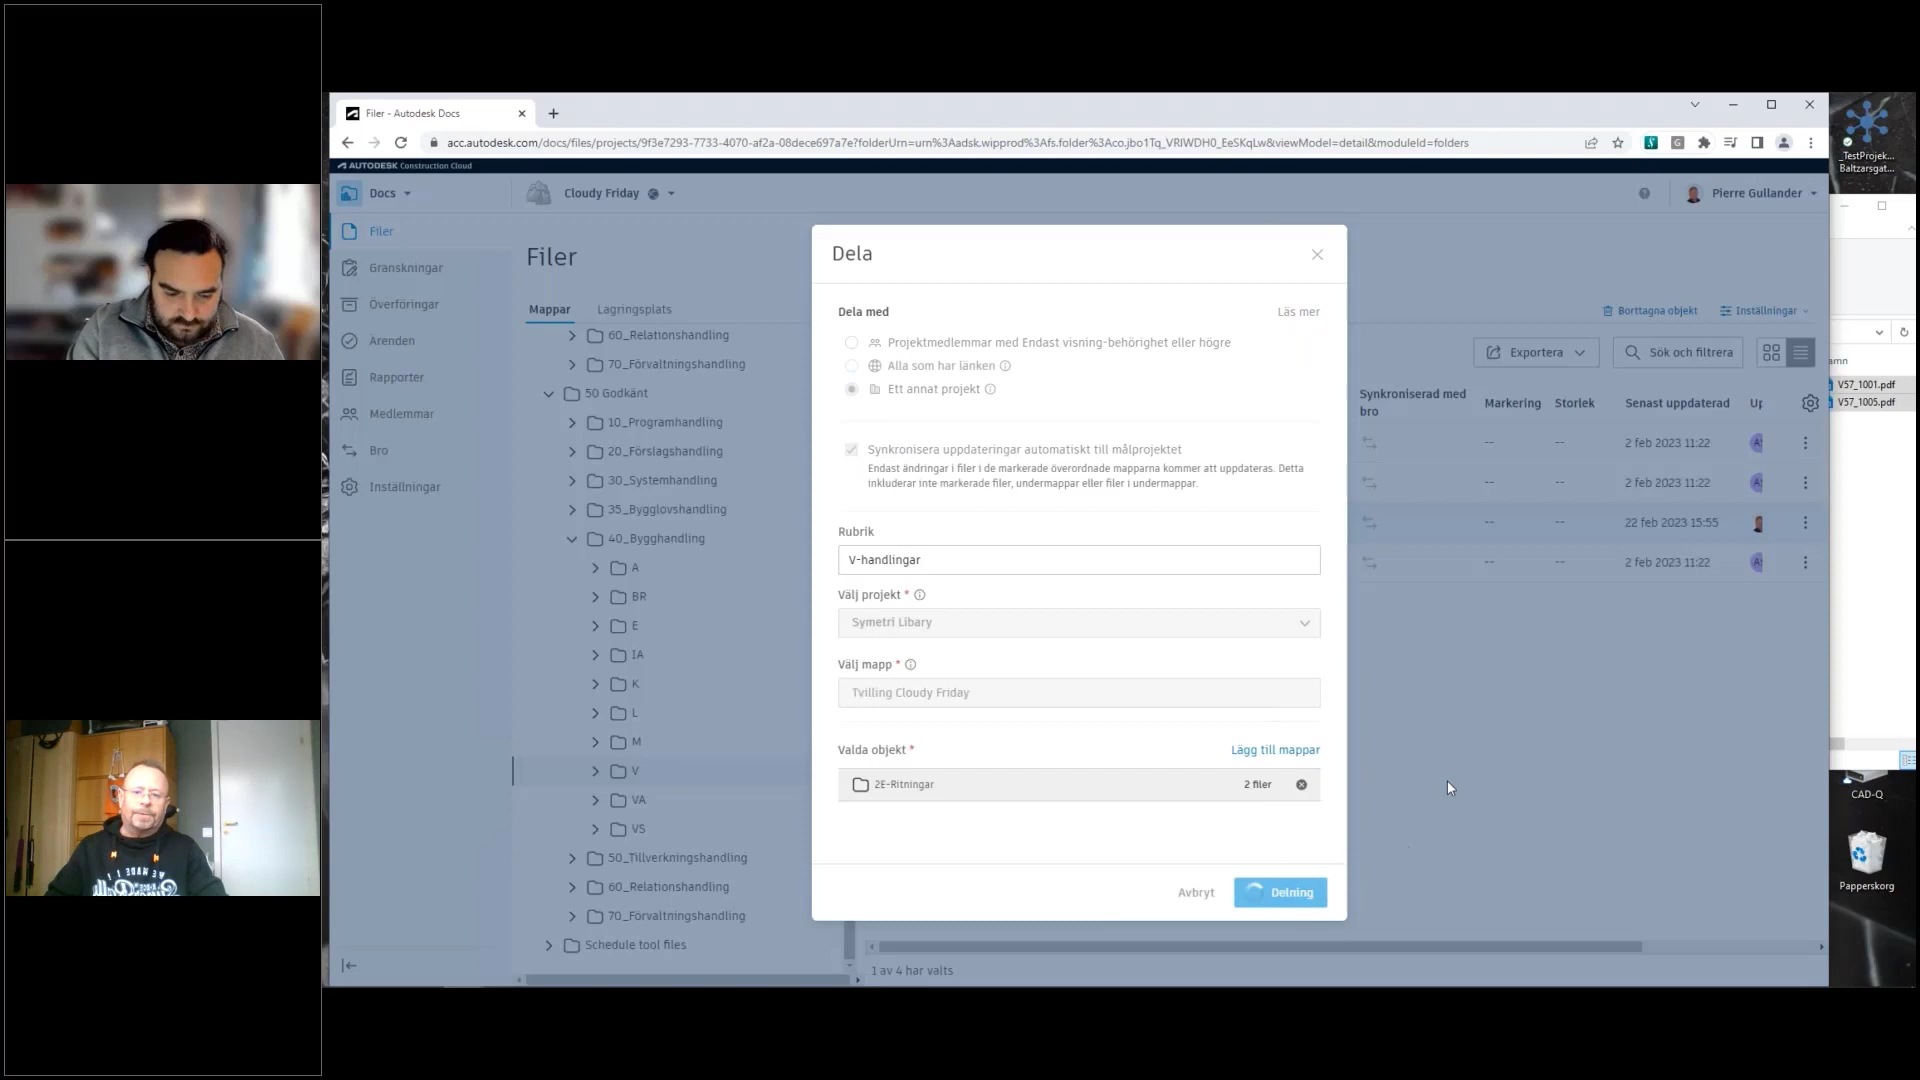 Filer - Autodesk Docs
acc.autodesk.com/docs/files/projects/9f3e7293-7733-4070-af2a-08dece697a7e?folderUrn=urn%3Aadsk.wipprod%3Afs.folder%3Aco.jbo1Tq_VRIWDH0_EeSKqLw&viewModel=detail&moduleId=folders
AUTODESK Construction Cloud
Docs
Cloudy Friday
Pierre Gullander
Filer
Granskningar
Överföringar
Ärenden
Rapporter
Medlemmar
Bro
Inställningar
Filer
Mappar
Lagringsplats
60_Relationshandling
70_Förvaltningshandling
50 Godkänt
10_Programhandling
20_Förslagshandling
30_Systemhandling
35_Bygglovshandling
40_Bygghandling
A
BR
E
IA
K
L
M
V
VA
VS
50_Tillverkningshandling
60_Relationshandling
70_Förvaltningshandling
Schedule tool files
Dela
Dela med
Läs mer
Projektmedlemmar med Endast visning-behörighet eller högre
Alla som har länken
Ett annat projekt
Synkronisera uppdateringar automatiskt till målprojektet
Endast ändringar i filer i de markerade överordnade mapparna kommer att uppdateras. Detta
inkluderar inte markerade filer, undermappar eller filer i undermappar.
Rubrik
V-handlingar
Välj projekt *
Symetri Libary
Välj mapp *
Tvilling Cloudy Friday
Valda objekt *
Lägg till mappar
2E-Ritningar
2 filer
Avbryt
Delning
Borttagna objekt
Inställningar
Exportera
Sök och filtrera
Synkroniserad med
bro
Markering
Storlek
Senast uppdaterad
Up
-- -- 2 feb 2023 11:22
-- -- 2 feb 2023 11:22
-- -- 22 feb 2023 15:55
-- -- 2 feb 2023 11:22
1 av 4 har valts
_TestProjek...
Baltzarsgat...
amn
V57_1001.pdf
V57_1005.pdf
CAD-Q
Papperskorg